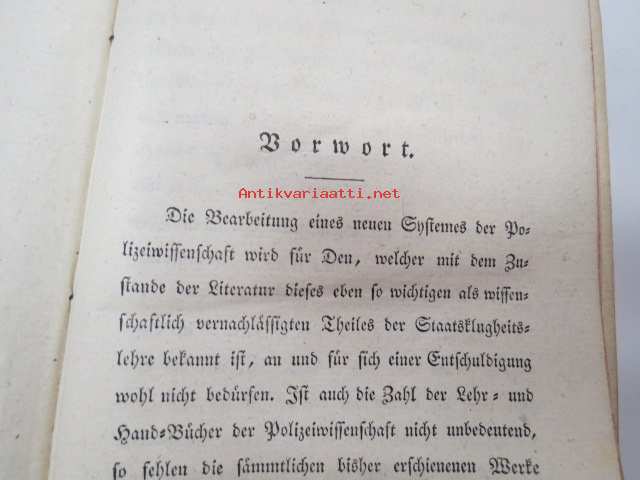 Vorwort.
Antikvariaatti.net
Die Bearbeitung eines neuen Systemes der Po-
lizeiwissenschaft wird für Den, welcher mit dem Zu-
stande der Literatur dieses eben so wichtigen als wissen-
schaftlich vernachlässigten Theiles der Staatsklugheits-
lehre bekannt ist, an und für sich einer Entschuldigung
wohl nicht bedürfen. Ist auch die Zahl der Lehr- und
Hand-Bücher der Polizeiwissenschaft nicht unbedeutend,
so fehlen die sämmtlichen bisher erschienenen Werke